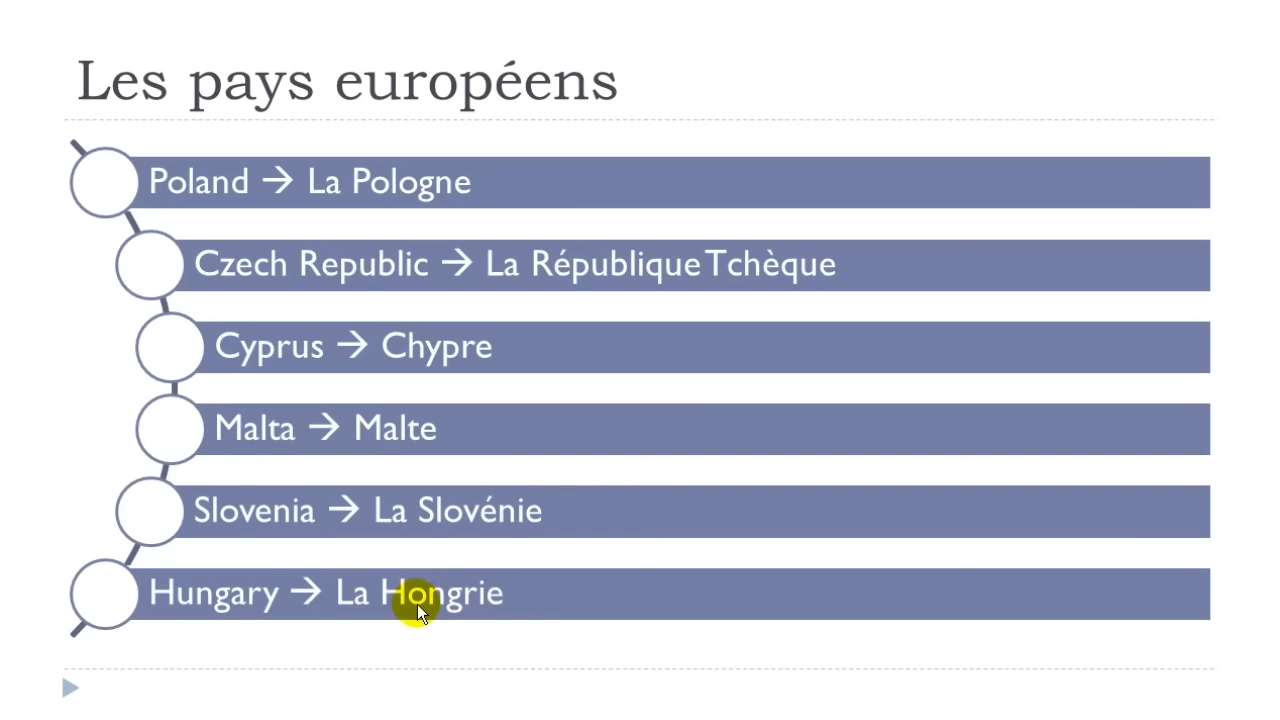 Les pays européens
Poland → La Pologne
Czech Republic → La République Tchèque
Cyprus → Chypre
Malta → Malte
Slovenia → La Slovénie
Hungary → La Hongrie